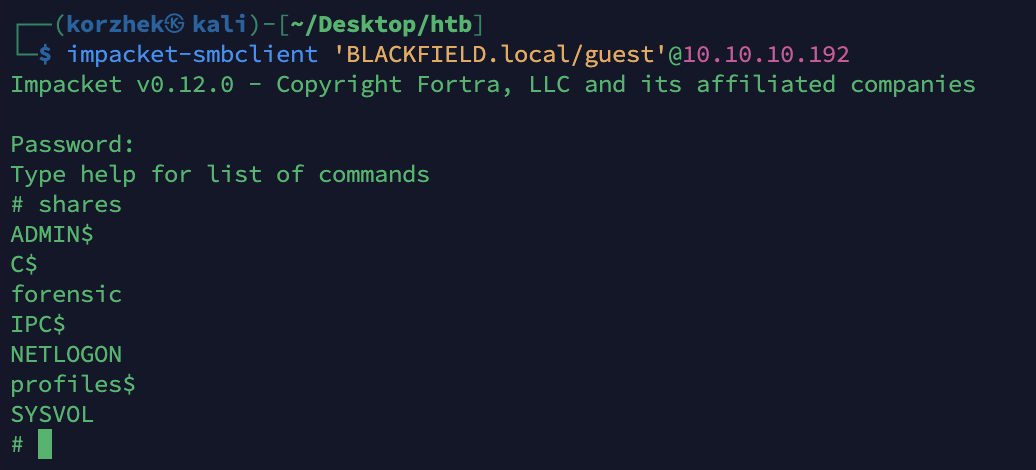 ┌──(korzhek㉿kali)-[~/Desktop/htb]
└─$ impacket-smbclient 'BLACKFIELD.local/guest'@10.10.10.192
Impacket v0.12.0 - Copyright Fortra, LLC and its affiliated companies
Password:
Type help for list of commands
# shares
ADMIN$
C$
forensic
IPC$
NETLOGON
profiles$
SYSVOL
#